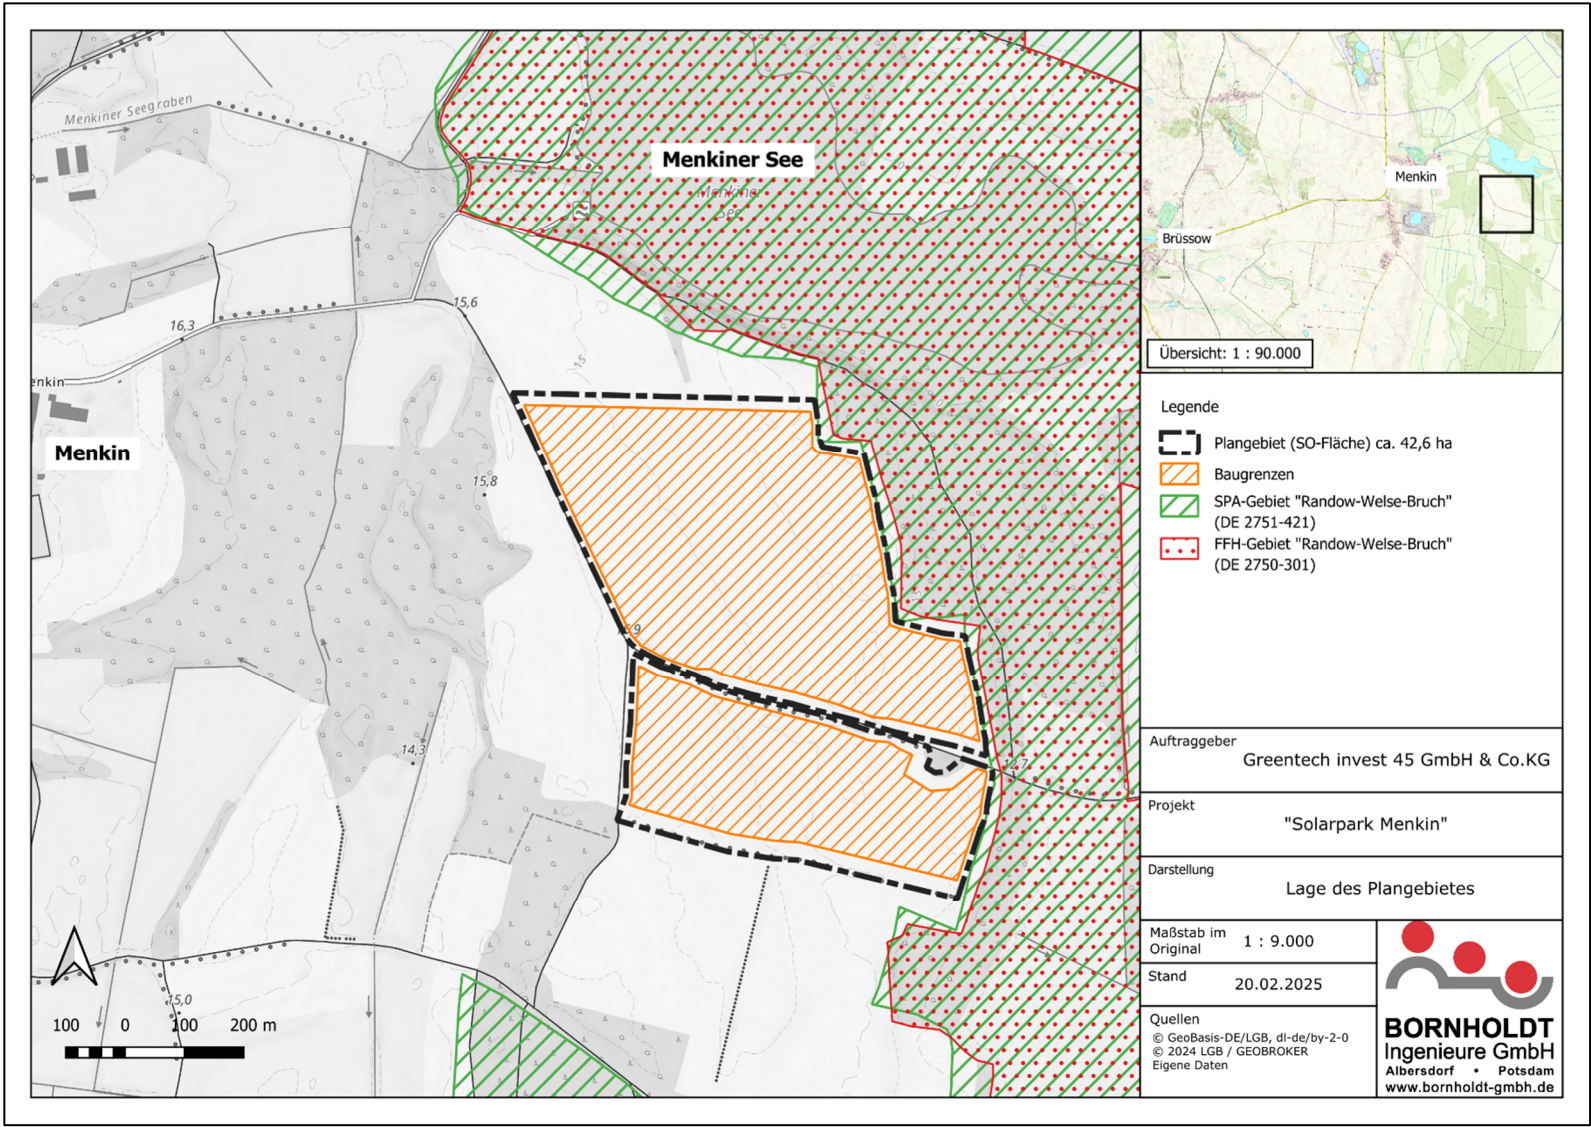 Menkiner Seegraben
Menkiner See
Menkiner
See
15,6
16,3
15
enkin
Menkin
15,8
9
14,3
12,7
15,0
100 0 100 200 m
Menkin
Brüssow
Übersicht: 1 : 90.000
Legende
Plangebiet (SO-Fläche) ca. 42,6 ha
Baugrenzen
SPA-Gebiet "Randow-Welse-Bruch"
(DE 2751-421)
FFH-Gebiet "Randow-Welse-Bruch"
(DE 2750-301)
Auftraggeber
Greentech invest 45 GmbH & Co.KG
Projekt
"Solarpark Menkin"
Darstellung
Lage des Plangebietes
Maßstab im
Original
1 : 9.000
Stand
20.02.2025
Quellen
© GeoBasis-DE/LGB, dl-de/by-2-0
© 2024 LGB / GEOBROKER
Eigene Daten
BORNHOLDT
Ingenieure GmbH
Albersdorf • Potsdam
www.bornholdt-gmbh.de